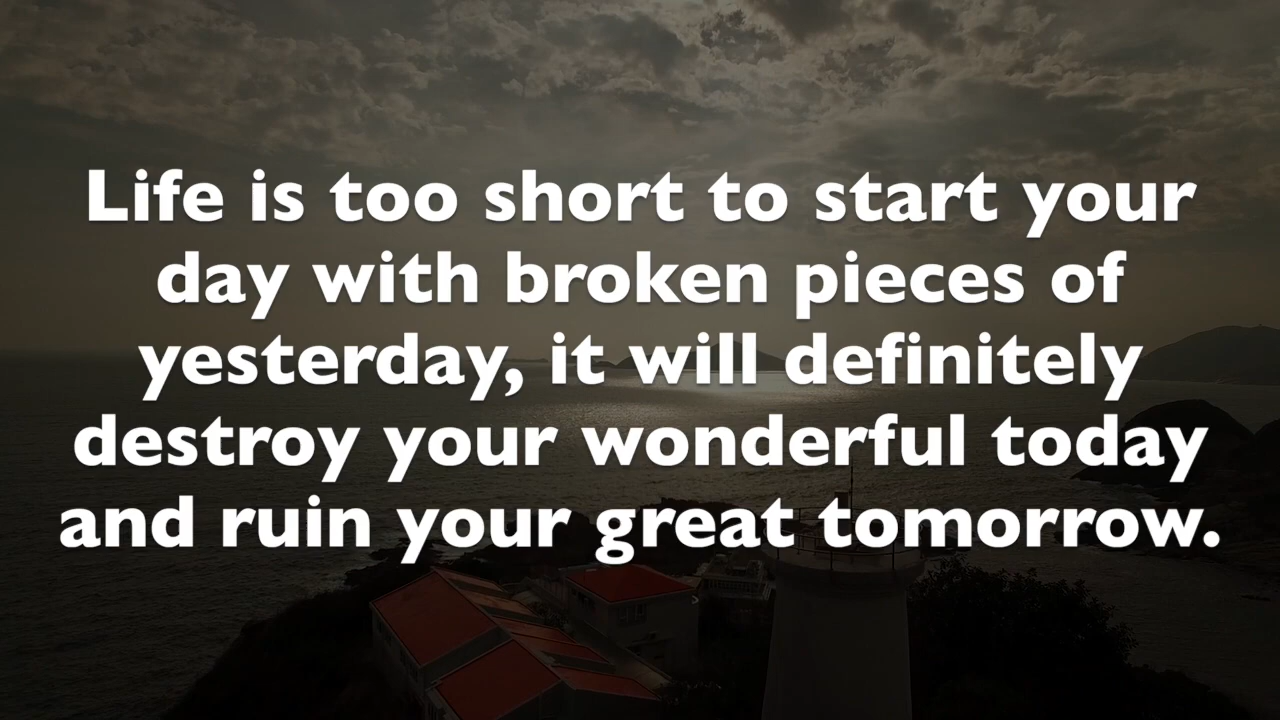 Life is too short to start your
day with broken pieces of
yesterday, it will definitely
destroy your wonderful today
and ruin your great tomorrow.